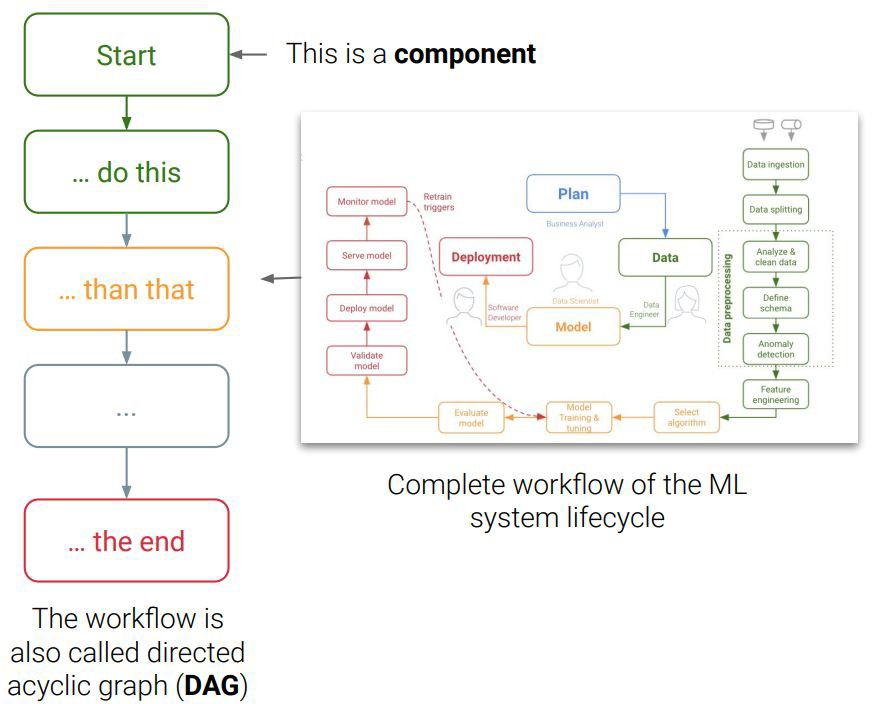 Start
This is a component
... do this
... than that
...
... the end
The workflow is
also called directed
acyclic graph (DAG)
Monitor model
Serve model
Deploy model
Validate
model
Retrain
triggers
Plan
Business Analyst
Deployment
Data
Data Scientist
Software
Developer
Data
Engineer
Model
Data ingestion
Data splitting
Data preprocessing
Analyze &
clean data
Define
schema
Anomaly
detection
Feature
engineering
Evaluate
model
Model
Training &
tuning
Select
algorithm
Complete workflow of the ML
system lifecycle